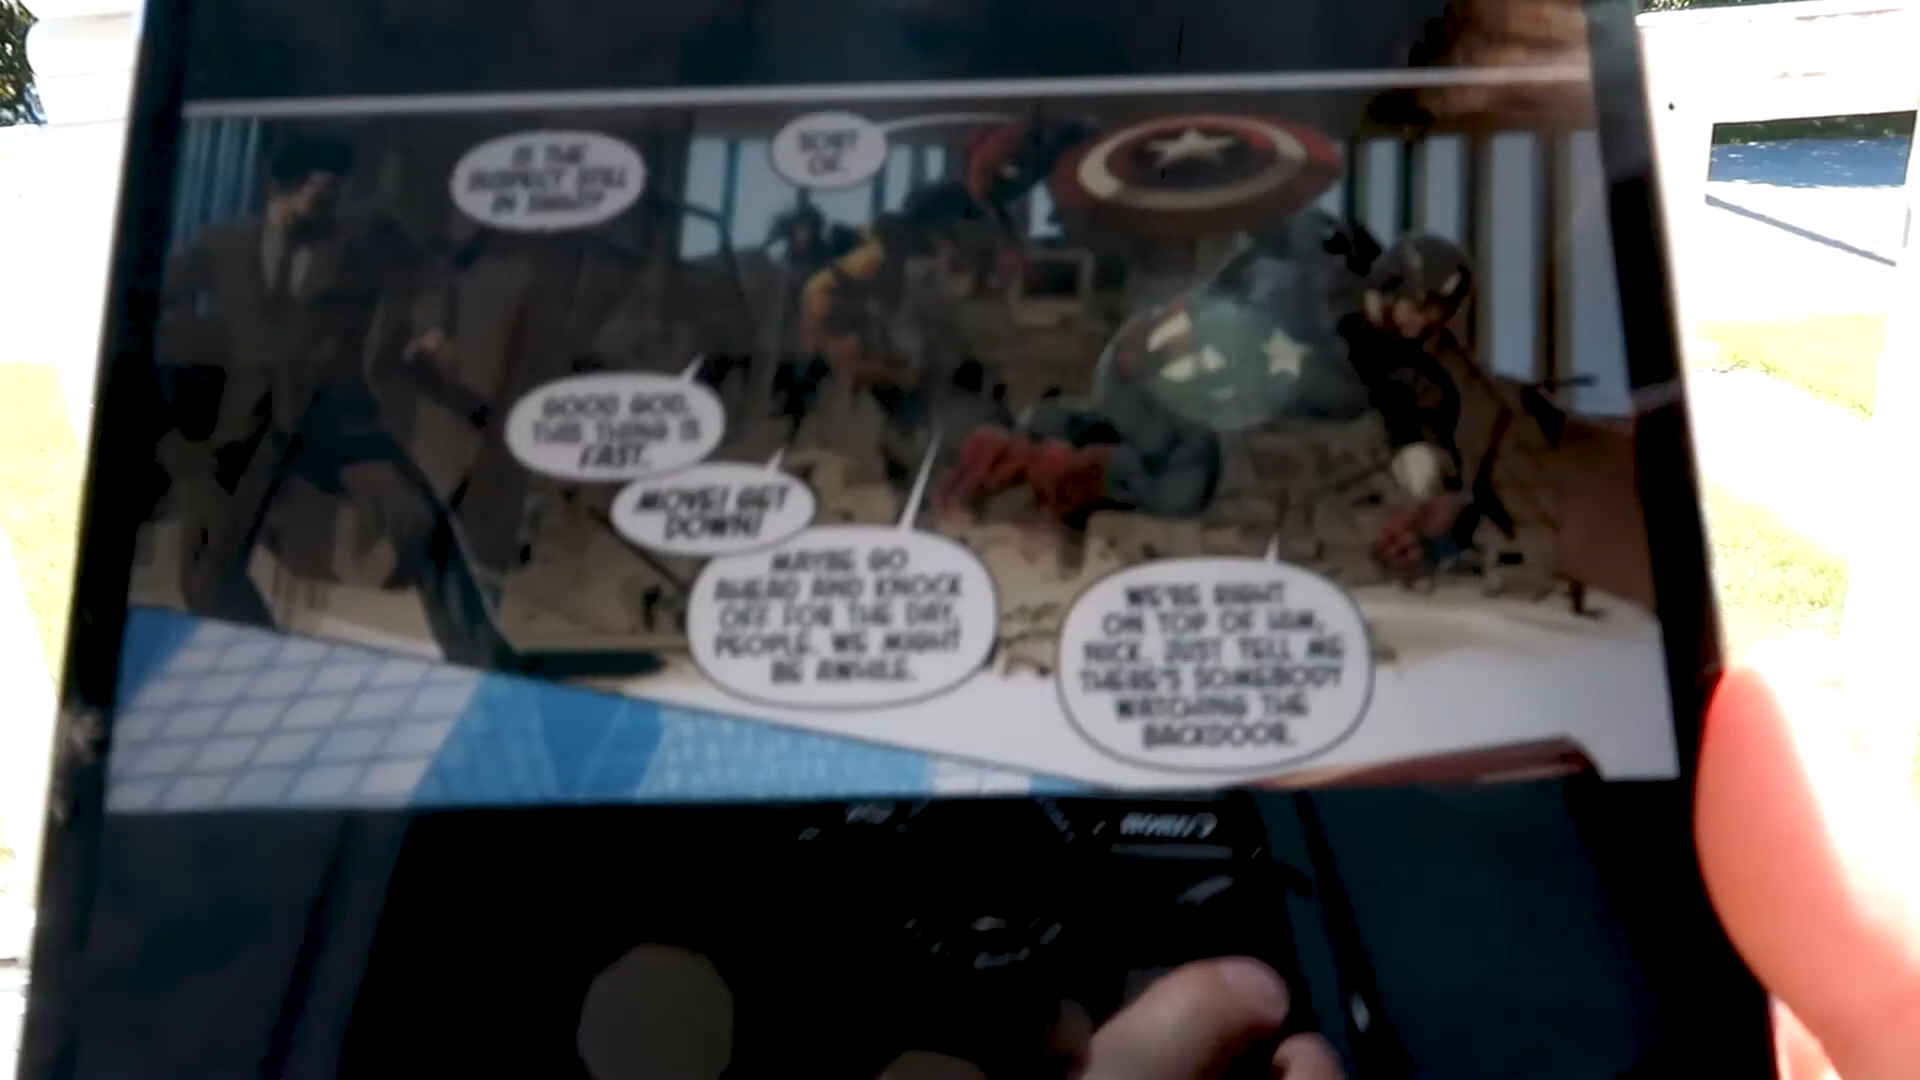 IS THE
SUSPECT STILL
IN SIGHT?
SORT
OF.
GOOD GOD,
THIS THING IS
FAST.
MOVE! GET
DOWN!
MAYBE GO
AHEAD AND KNOCK
OFF FOR THE DAY,
PEOPLE. WE MIGHT
BE AWHILE.
WE'RE RIGHT
ON TOP OF HIM,
NICK. JUST TELL ME
THERE'S SOMEBODY
WATCHING THE
BACKDOOR.